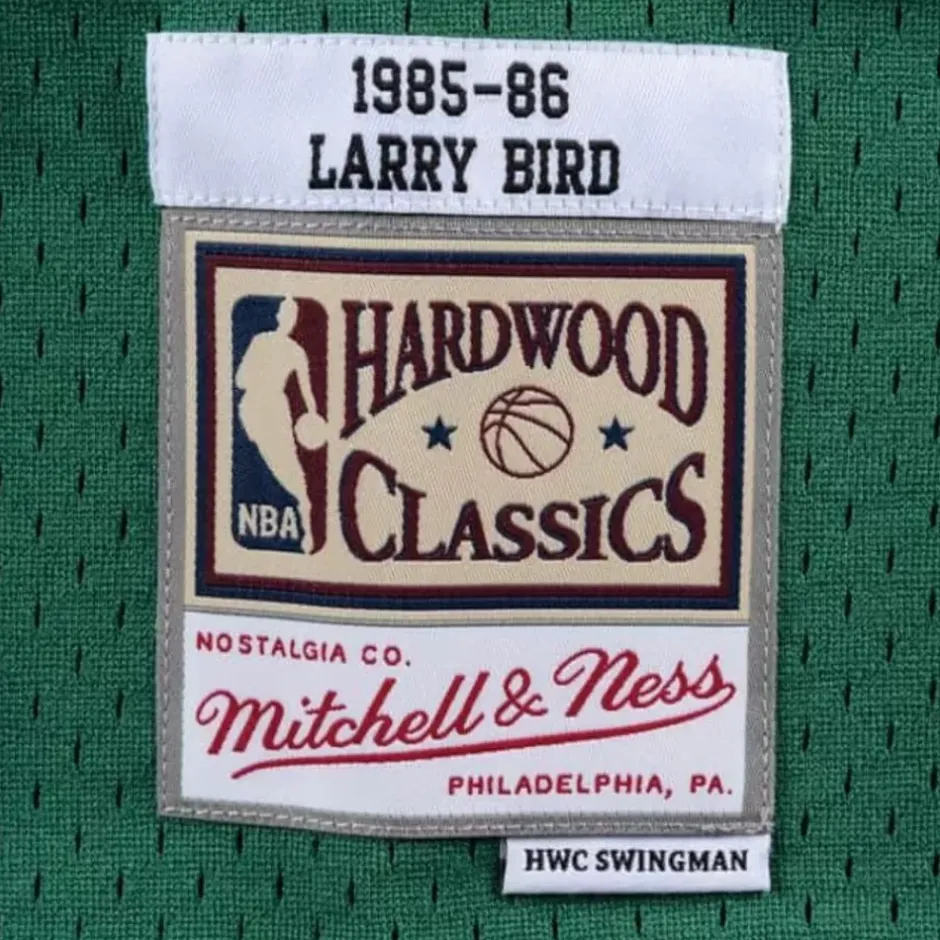 1985-86
LARRY BIRD
HARDWOOD
CLASSICS
NBA
NOSTALGIA CO.
Mitchell & Ness
PHILADELPHIA, PA.
HWC SWINGMAN